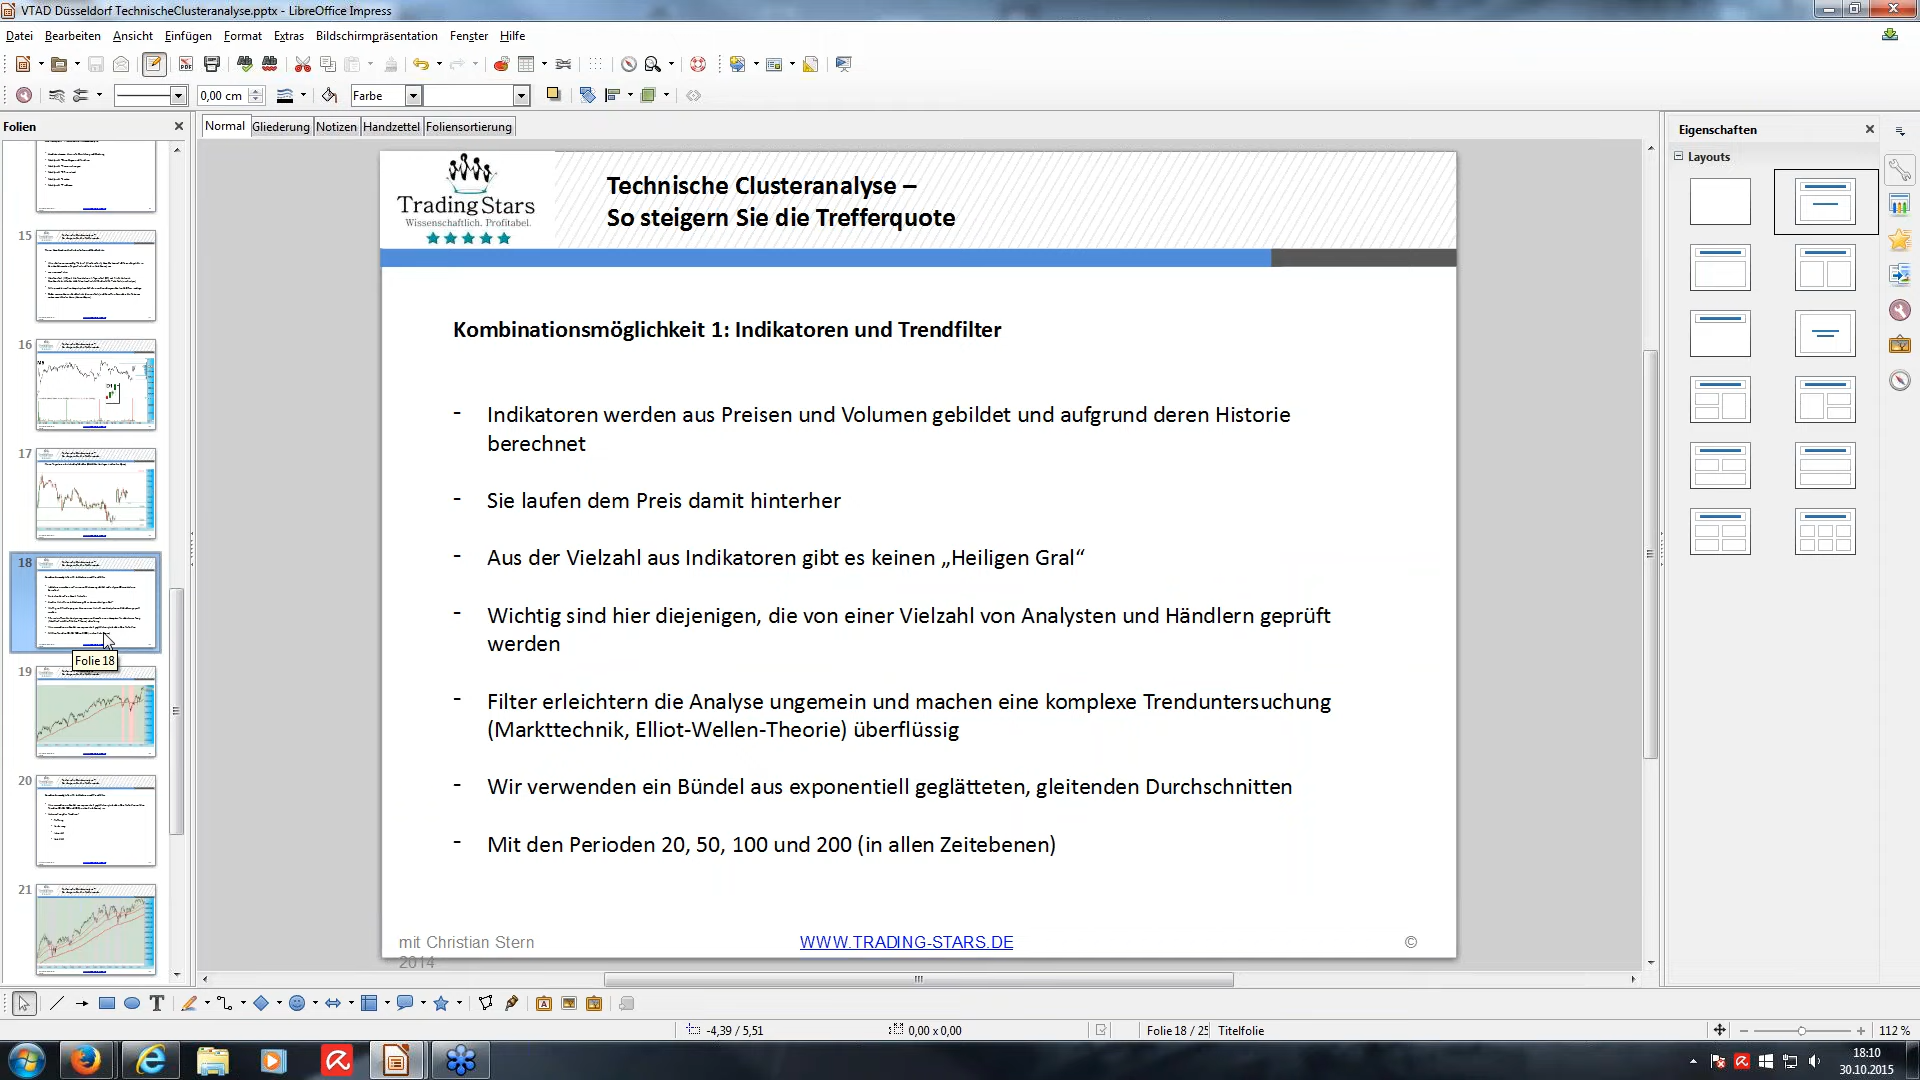 VTAD Düsseldorf TechnischeClusteranalyse.pptx - LibreOffice Impress
Datei Bearbeiten Ansicht Einfügen Format Extras Bildschirmpräsentation Fenster Hilfe
0,00 cm Farbe
Folien
Normal Gliederung Notizen Handzettel Foliensortierung
Eigenschaften
Layouts
15
16
17
18
Folie 18
19
20
21
TradingStars
Wissenschaftlich. Profitabel.
Technische Clusteranalyse –
So steigern Sie die Trefferquote
Kombinationsmöglichkeit 1: Indikatoren und Trendfilter
- Indikatoren werden aus Preisen und Volumen gebildet und aufgrund deren Historie
berechnet
- Sie laufen dem Preis damit hinterher
- Aus der Vielzahl aus Indikatoren gibt es keinen „Heiligen Gral“
- Wichtig sind hier diejenigen, die von einer Vielzahl von Analysten und Händlern geprüft
werden
- Filter erleichtern die Analyse ungemein und machen eine komplexe Trenduntersuchung
(Markttechnik, Elliot-Wellen-Theorie) überflüssig
- Wir verwenden ein Bündel aus exponentiell geglätteten, gleitenden Durchschnitten
- Mit den Perioden 20, 50, 100 und 200 (in allen Zeitebenen)
mit Christian Stern
2014
WWW.TRADING-STARS.DE
©
-4,39 / 5,51 0,00 x 0,00 Folie 18 / 25 Titelfolie 112 %
18:10
30.10.2015